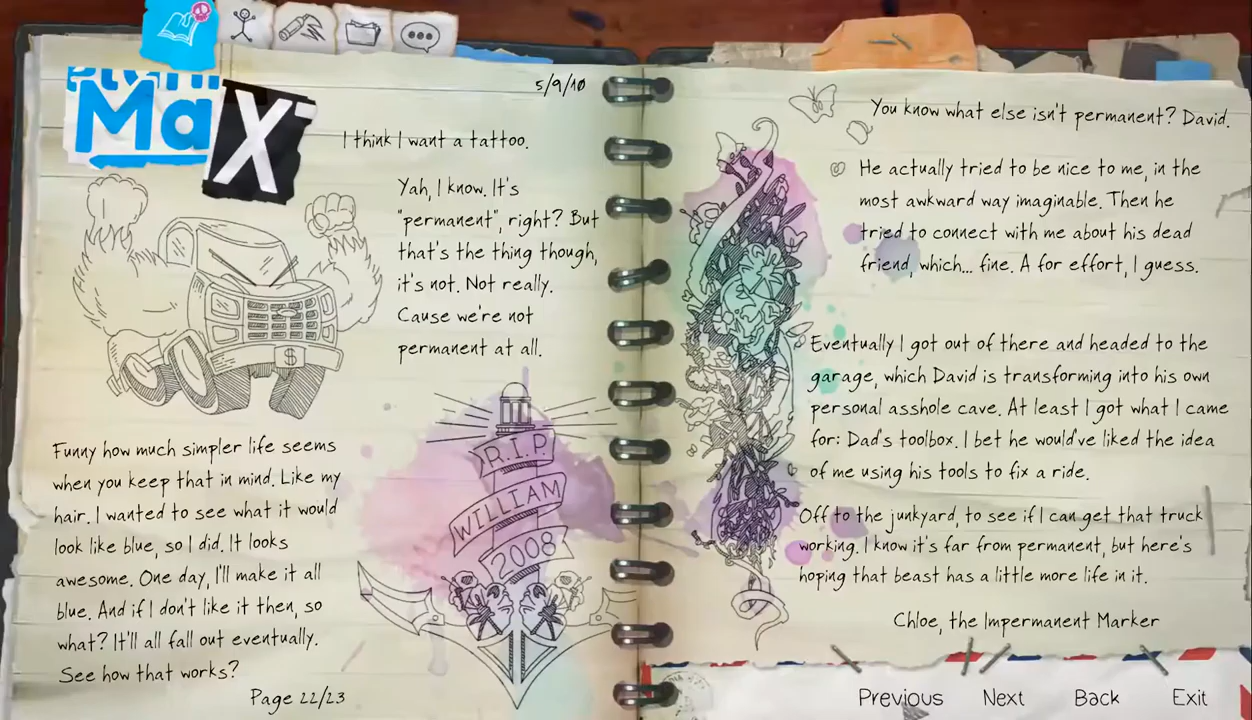 Max
5/9/10
I think I want a tattoo.
Yah, I know. It's
"permanent", right? But
that's the thing though,
it's not. Not really.
Cause we're not
permanent at all.
$
Funny how much simpler life seems
when you keep that in mind. Like my
hair. I wanted to see what it would
look like blue, so I did. It looks
awesome. One day, I'll make it all
blue. And if I don't like it then, so
what? It'll all fall out eventually.
See how that works?
R.I.P.
WILLIAM
2008
Page 22/23
You know what else isn't permanent? David.
He actually tried to be nice to me, in the
most awkward way imaginable. Then he
tried to connect with me about his dead
friend, which... fine. A for effort, I guess.
Eventually I got out of there and headed to the
garage, which David is transforming into his own
personal asshole cave. At least I got what I came
for: Dad's toolbox. I bet he would've liked the idea
of me using his tools to fix a ride.
Off to the junkyard, to see if I can get that truck
working. I know it's far from permanent, but here's
hoping that beast has a little more life in it.
Chloe, the Impermanent Marker
Previous Next Back Exit